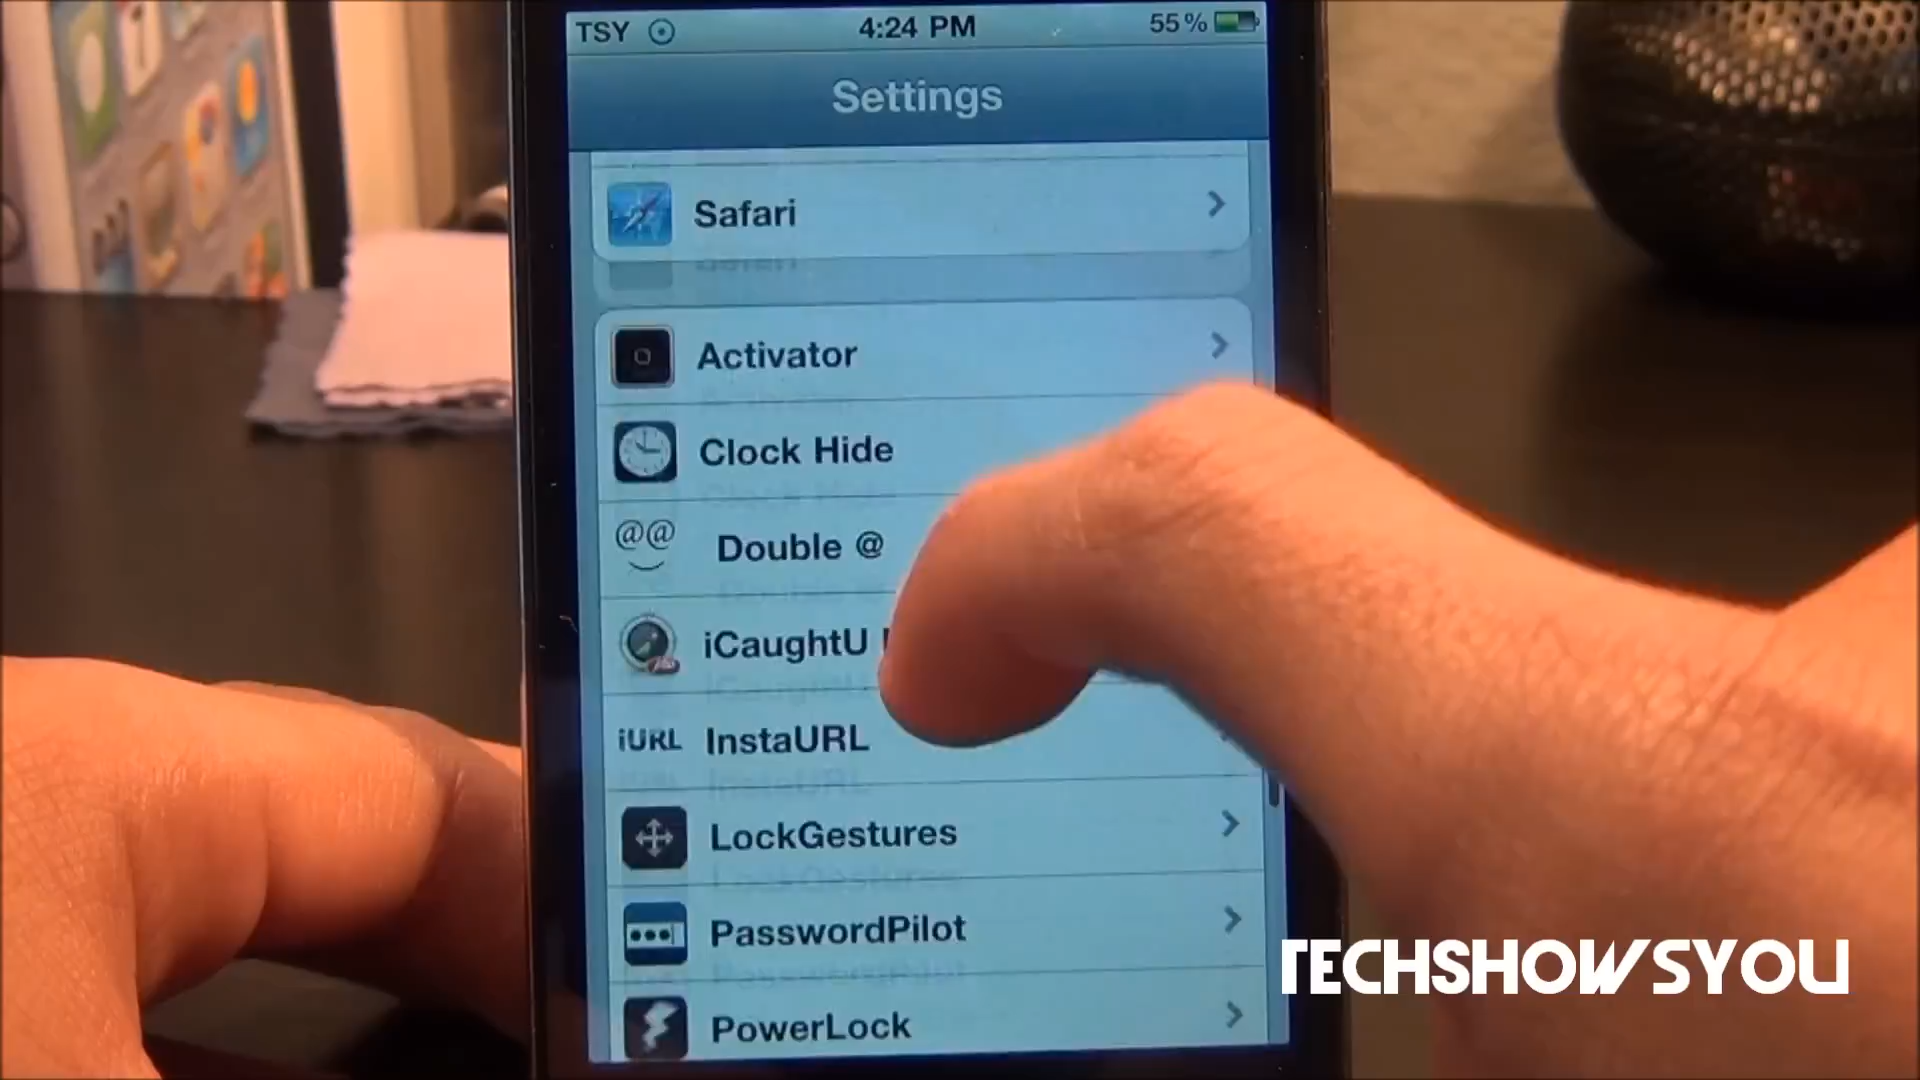 TSY 4:24 PM 55%
Settings
Safari
Activator
Clock Hide
@@
Double @
iCaughtU
iURL InstaURL
LockGestures
PasswordPilot
PowerLock
TECHSHOWSYOU